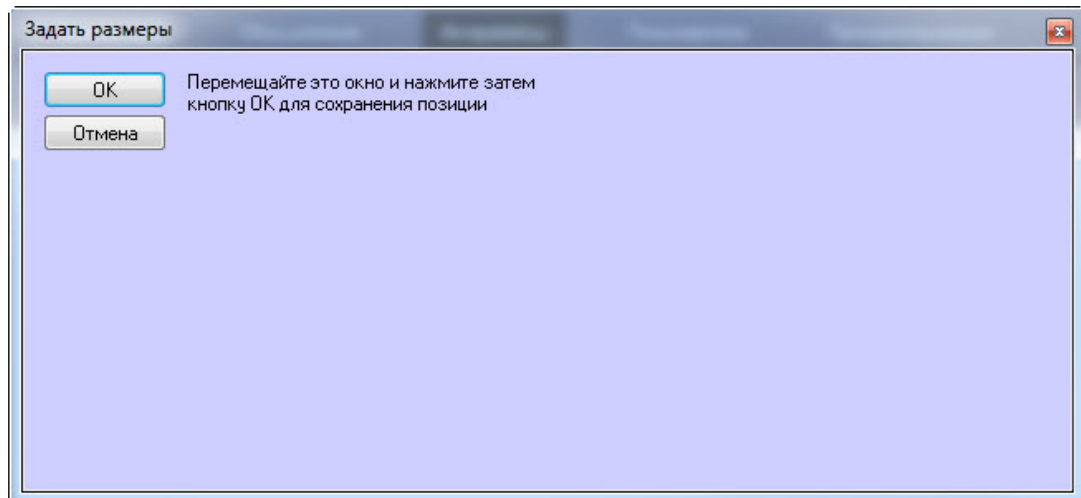 Задать размеры
OK
Перемещайте это окно и нажмите затем
кнопку OK для сохранения позиции
Отмена